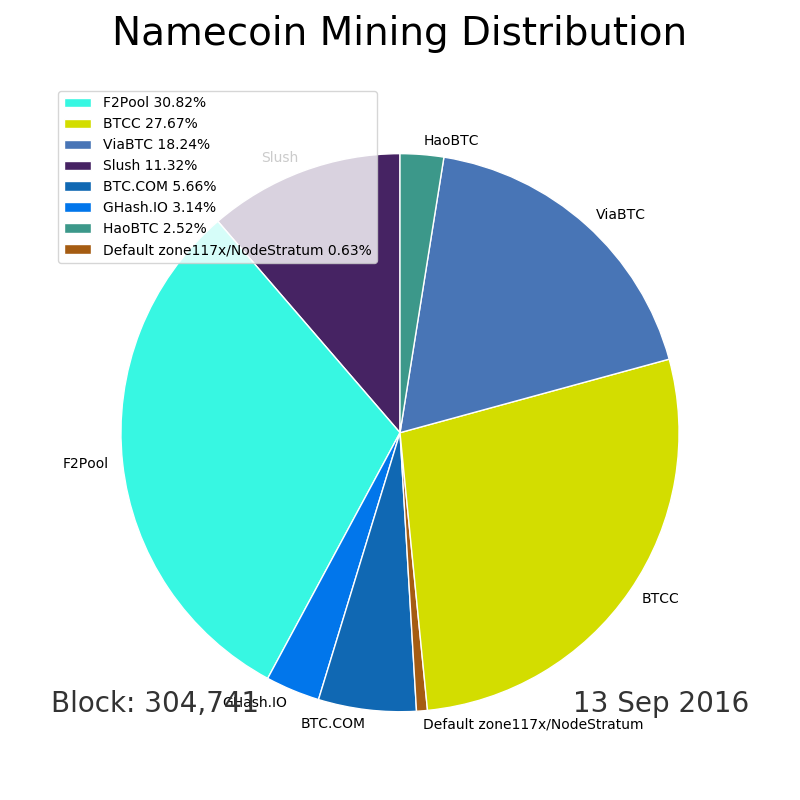 Namecoin Mining Distribution
F2Pool 30.82%
BTCC 27.67%
ViaBTC 18.24%
Slush 11.32%
BTC.COM 5.66%
GHash.IO 3.14%
HaoBTC 2.52%
Default zone117x/NodeStratum 0.63%
HaoBTC
Slush
ViaBTC
F2Pool
BTCC
GHash.IO
Block: 304,741
13 Sep 2016
BTC.COM
Default zone117x/NodeStratum